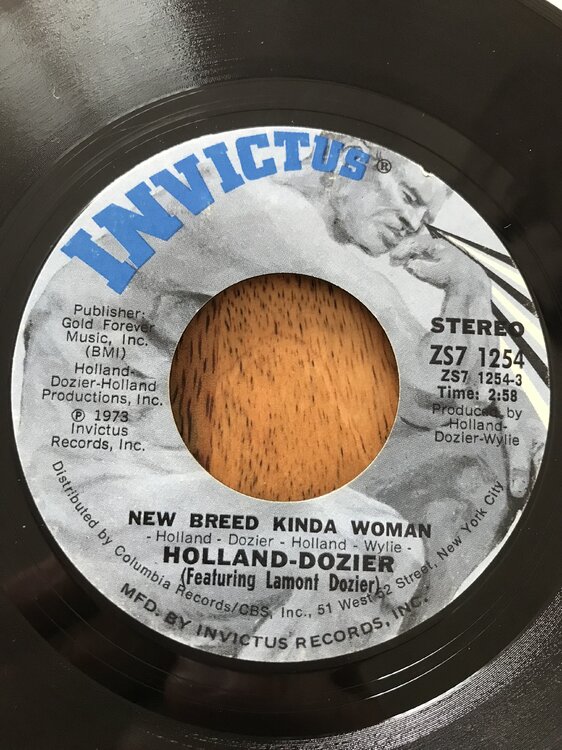 INVICTUS®
Publisher:
Gold Forever
Music, Inc.
(BMI)
Holland-
Dozier-Holland
Productions, Inc.
℗ 1973
Invictus
Records, Inc.
STEREO
ZS7 1254
ZS7 1254-3
Time: 2:58
Produced by
Holland-
Dozier-Wylie
NEW BREED KINDA WOMAN
- Holland - Dozier - Holland - Wylie -
HOLLAND-DOZIER
(Featuring Lamont Dozier)
Distributed by Columbia Records/CBS, Inc., 51 West 52 Street, New York City
MFD. BY INVICTUS RECORDS, INC.